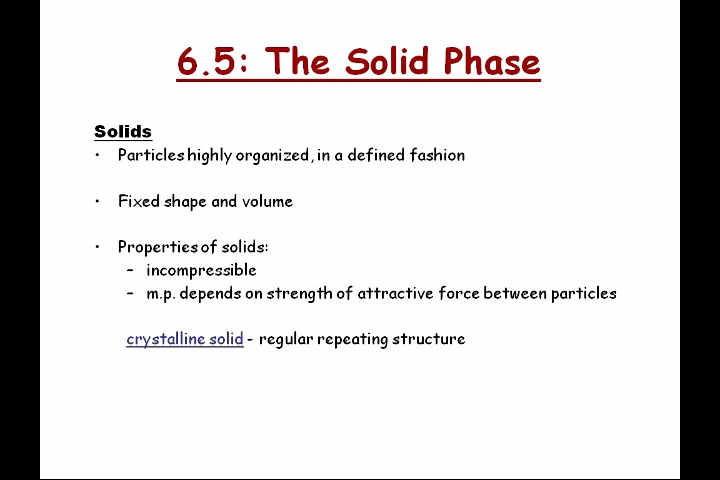 6.5: The Solid Phase
Solids
• Particles highly organized, in a defined fashion
• Fixed shape and volume
• Properties of solids:
– incompressible
– m.p. depends on strength of attractive force between particles
crystalline solid - regular repeating structure